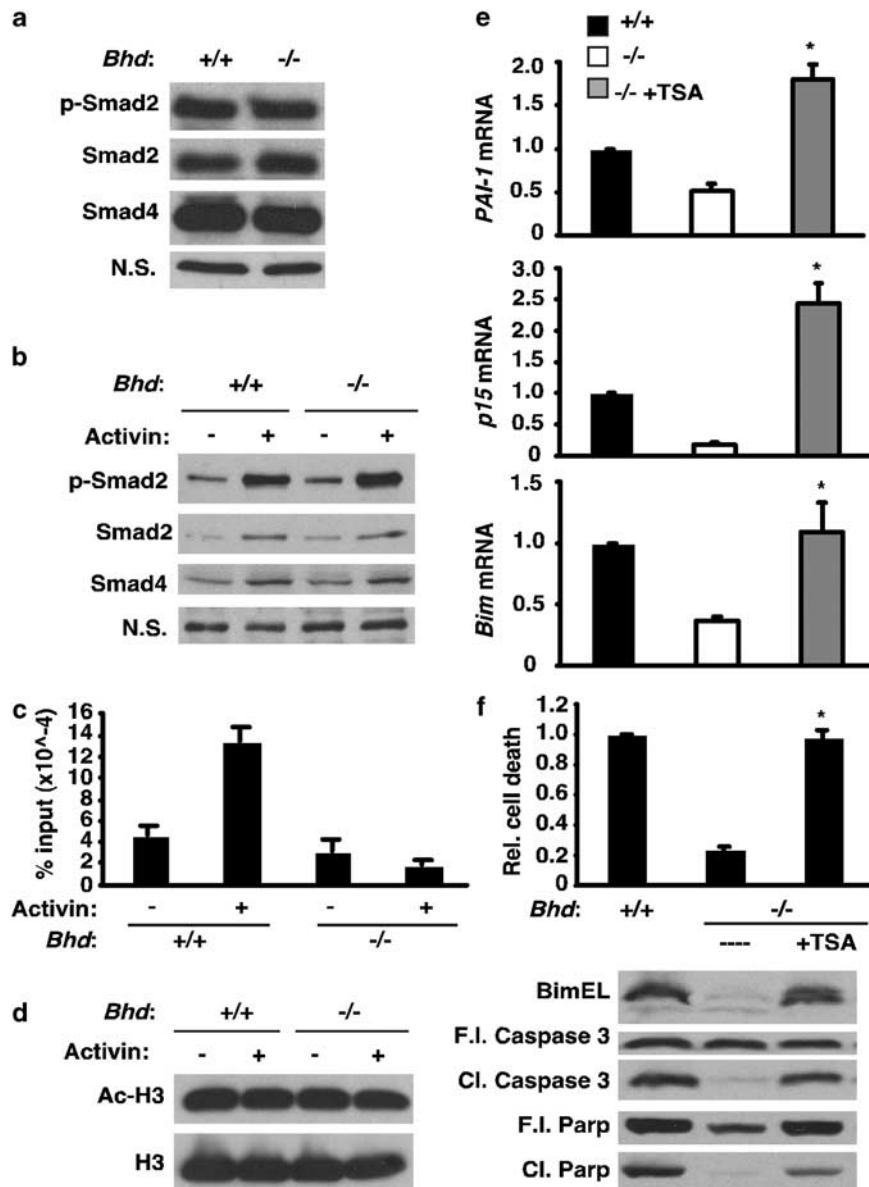 a
Bhd: +/+ -/-
p-Smad2
Smad2
Smad4
N.S.
b
Bhd: +/+ -/-
Activin: - + - +
p-Smad2
Smad2
Smad4
N.S.
c
% input (x10^-4)
16
14
12
10
8
6
4
2
0
Activin: - + - +
Bhd: +/+ -/-
d
Bhd: +/+ -/-
Activin: - + - +
Ac-H3
H3
e
+/+
-/-
-/- +TSA
PAI-1 mRNA
2.0
1.5
1.0
0.5
0
*
p15 mRNA
3.0
2.5
2.0
1.5
1.0
0.5
0
*
Bim mRNA
1.5
1.0
0.5
0
*
f
Rel. cell death
1.2
1.0
0.8
0.6
0.4
0.2
0
*
Bhd: +/+ -/-
---- +TSA
BimEL
F.l. Caspase 3
Cl. Caspase 3
F.l. Parp
Cl. Parp